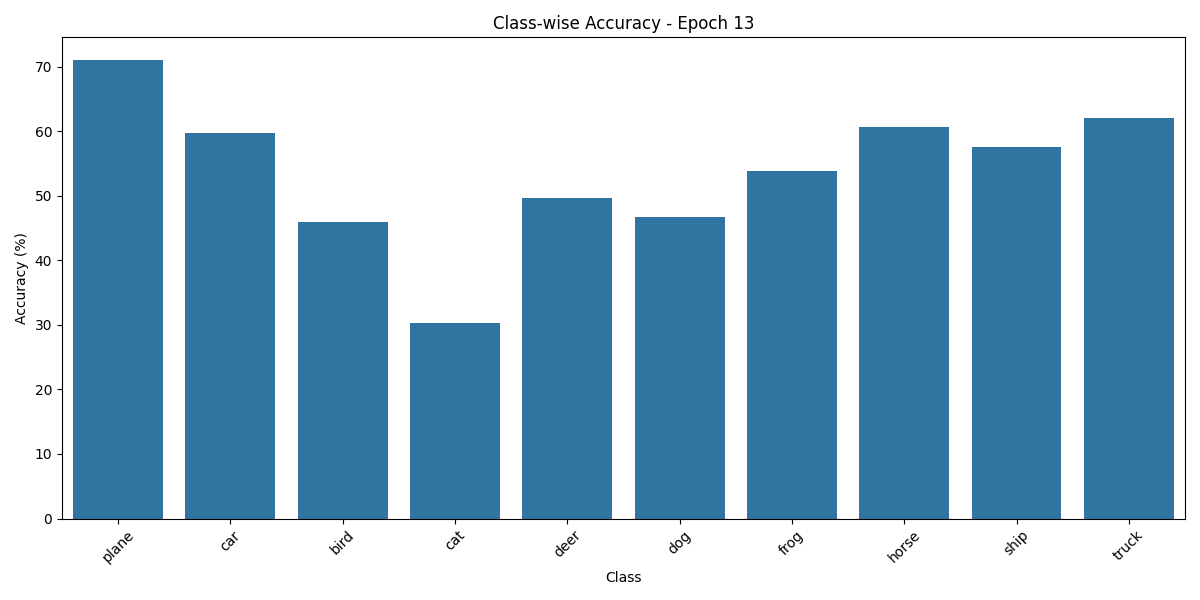 Class-wise Accuracy - Epoch 13
Accuracy (%)
70
60
50
40
30
20
10
0
plane
car
bird
cat
deer
dog
frog
horse
ship
truck
Class